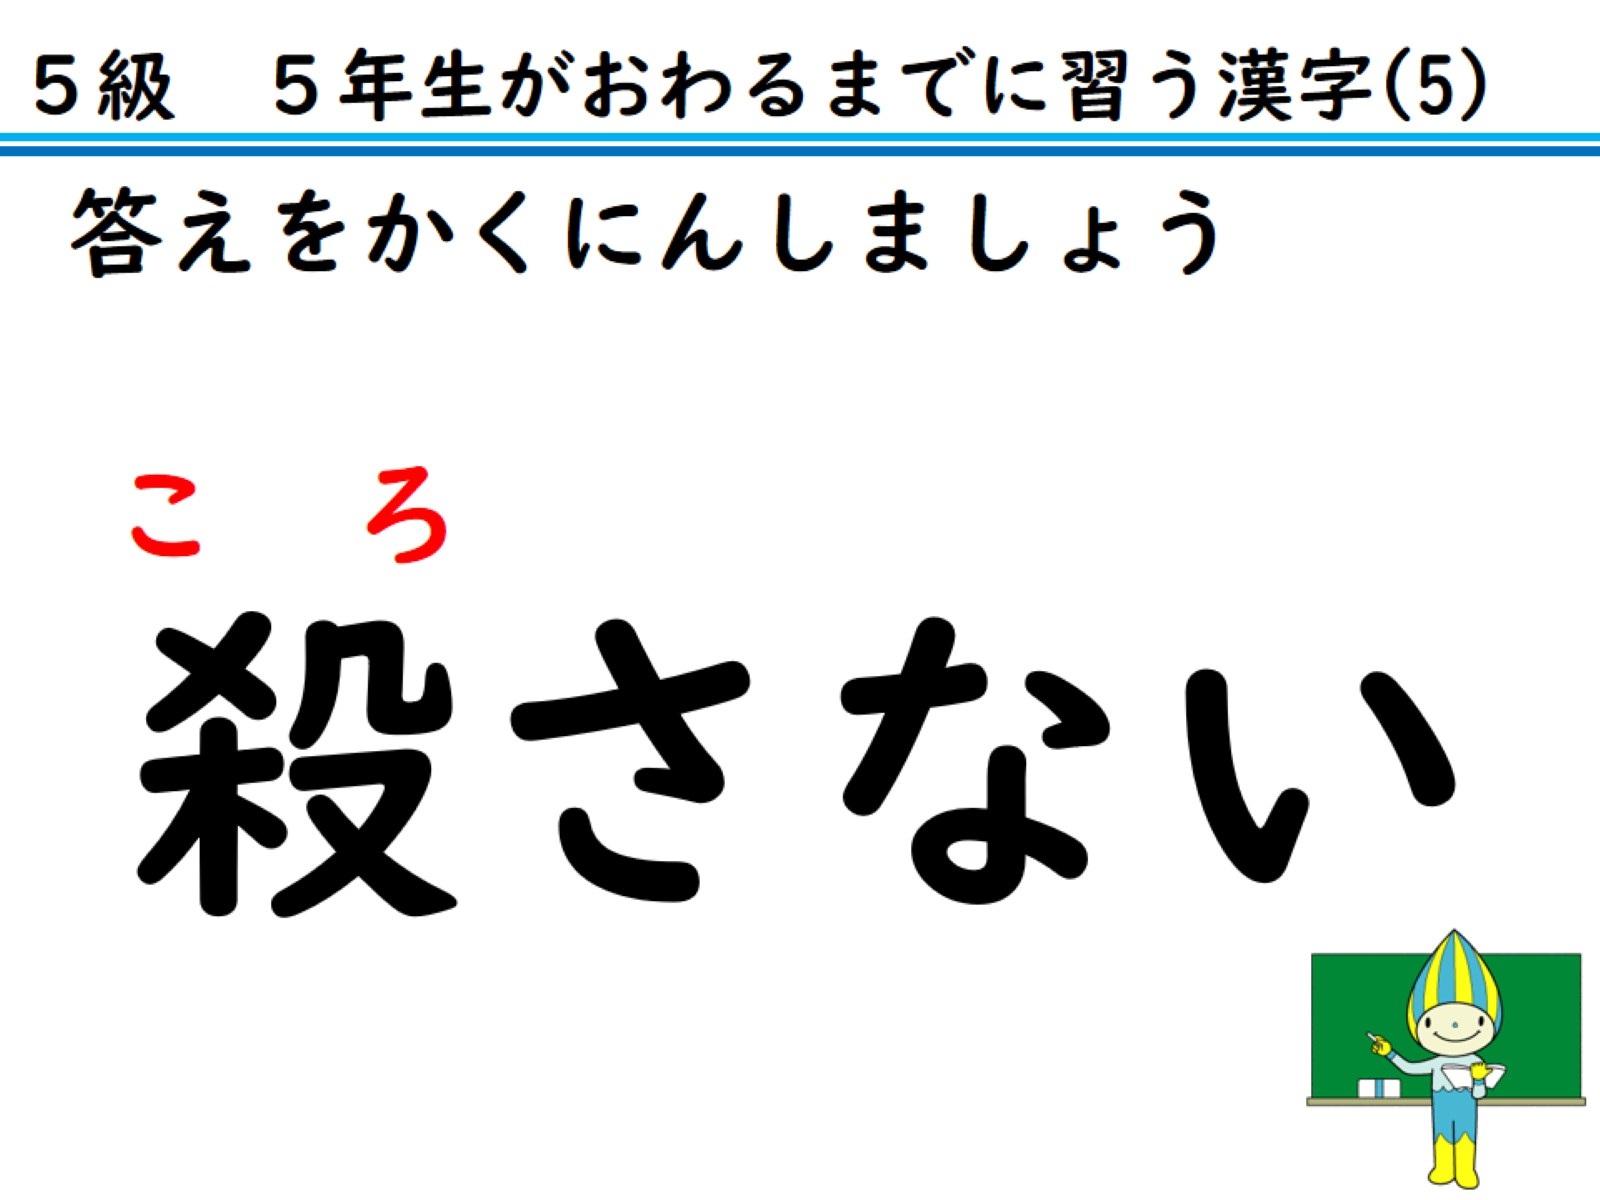 ５級　５年生がおわるまでに習う漢字(5)
答えをかくにんしましょう
ころ
殺さない